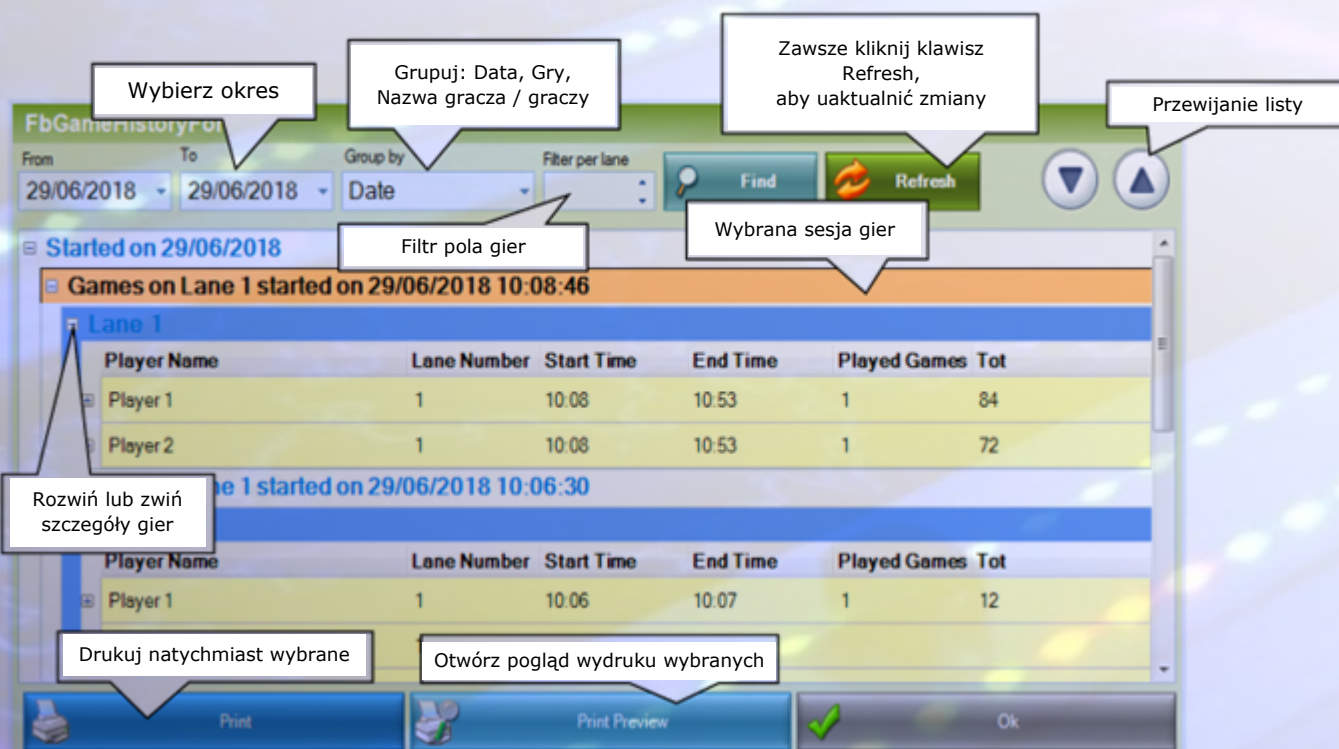 Zawsze kliknij klawisz
Refresh,
aby uaktualnić zmiany
Grupuj: Data, Gry,
Nazwa gracza / graczy
Wybierz okres
Przewijanie listy
From
To
Group by
Filter per lane
29/06/2018
29/06/2018
Date
Find
Refresh
Filtr pola gier
Wybrana sesja gier
Started on 29/06/2018
Games on Lane 1 started on 29/06/2018 10:08:46
Lane 1
Player Name Lane Number Start Time End Time Played Games Tot
Player 1 1 10:08 10:53 1 84
Player 2 1 10:08 10:53 1 72
Rozwiń lub zwiń
szczegóły gier
1 started on 29/06/2018 10:06:30
Player Name Lane Number Start Time End Time Played Games Tot
Player 1 1 10:06 10:07 1 12
Drukuj natychmiast wybrane
Otwórz pogląd wydruku wybranych
Print
Print Preview
Ok